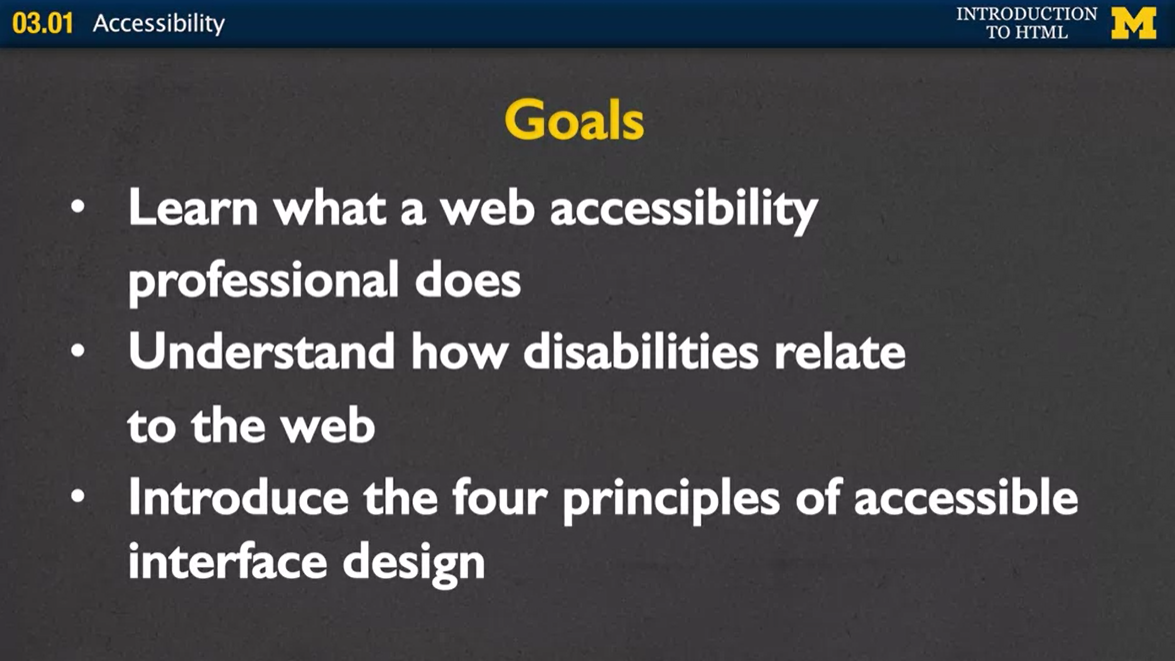 03.01 Accessibility
INTRODUCTION
TO HTML
M
Goals
• Learn what a web accessibility
professional does
• Understand how disabilities relate
to the web
• Introduce the four principles of accessible
interface design